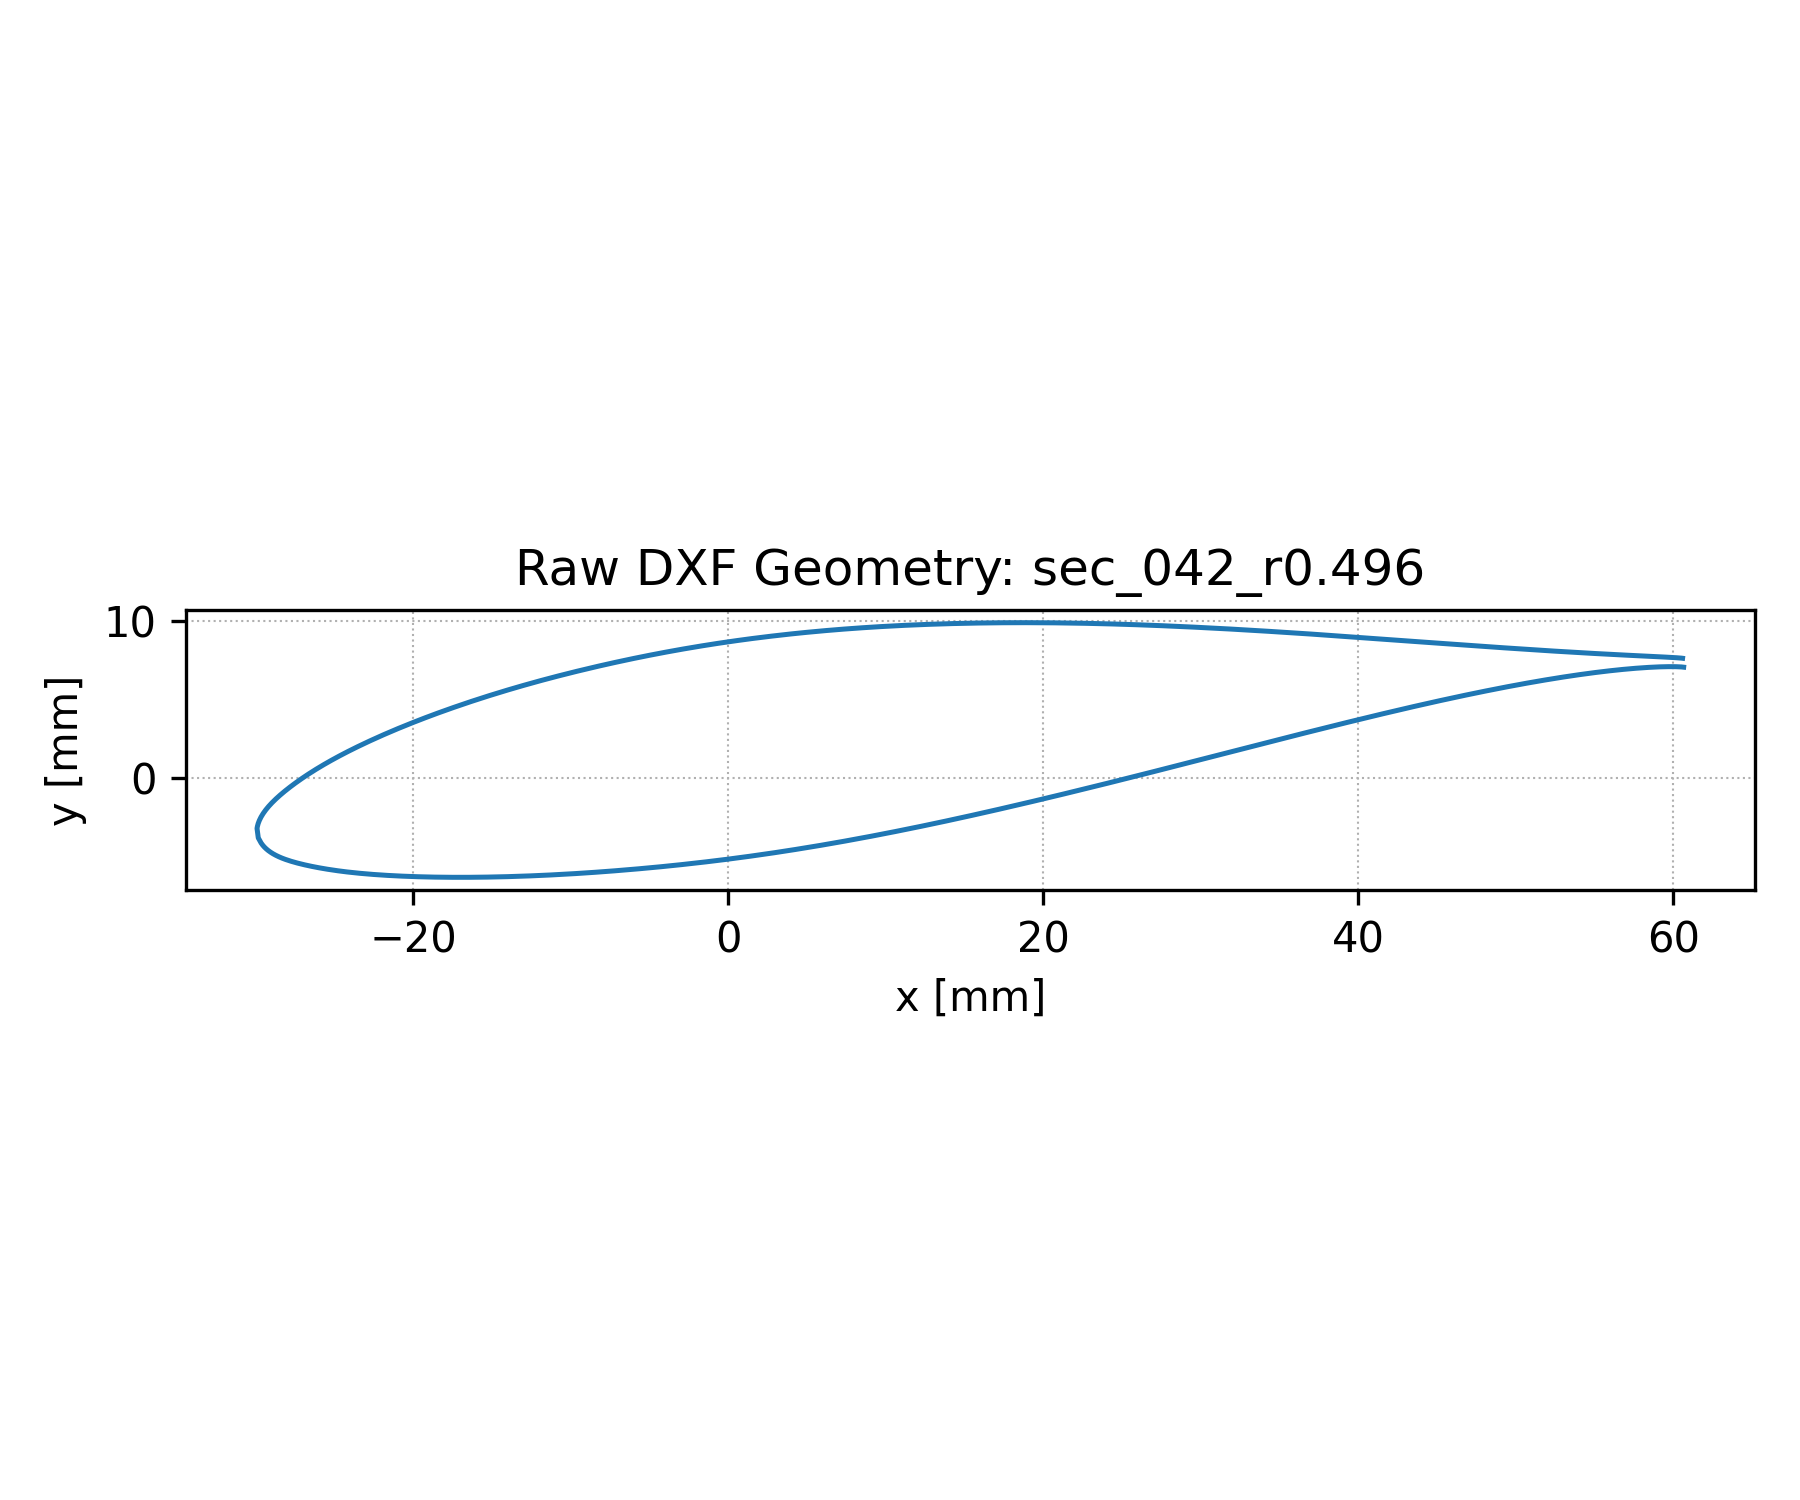 Raw DXF Geometry: sec_042_r0.496
10
0
y [mm]
−20 0 20 40 60
x [mm]